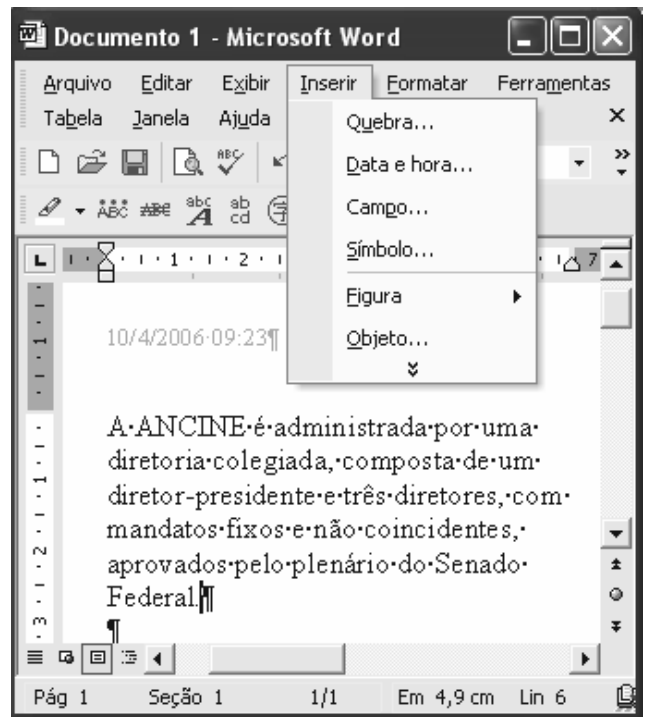 Documento 1 - Microsoft Word
Arquivo Editar Exibir Inserir Formatar Ferramentas
Tabela Janela Ajuda
Quebra...
Data e hora...
Campo...
Símbolo...
Figura
Objeto...
1 2 7
10/4/2006·09:23¶
A·ANCINE·é·administrada·por·uma·
diretoria·colegiada,·composta·de·um·
diretor-presidente·e·três·diretores,·com·
mandatos·fixos·e·não·coincidentes,·
aprovados·pelo·plenário·do·Senado·
Federal.¶
¶
Pág 1 Seção 1 1/1 Em 4,9 cm Lin 6